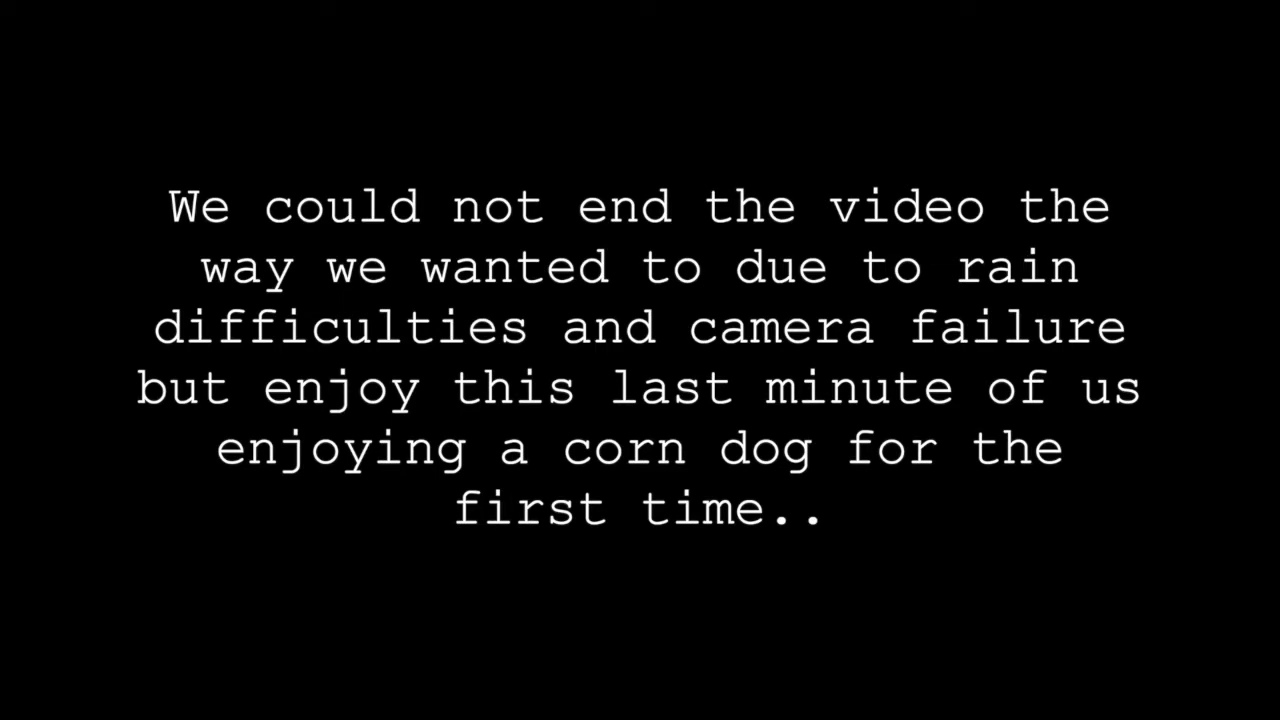 We could not end the video the
way we wanted to due to rain
difficulties and camera failure
but enjoy this last minute of us
enjoying a corn dog for the
first time..